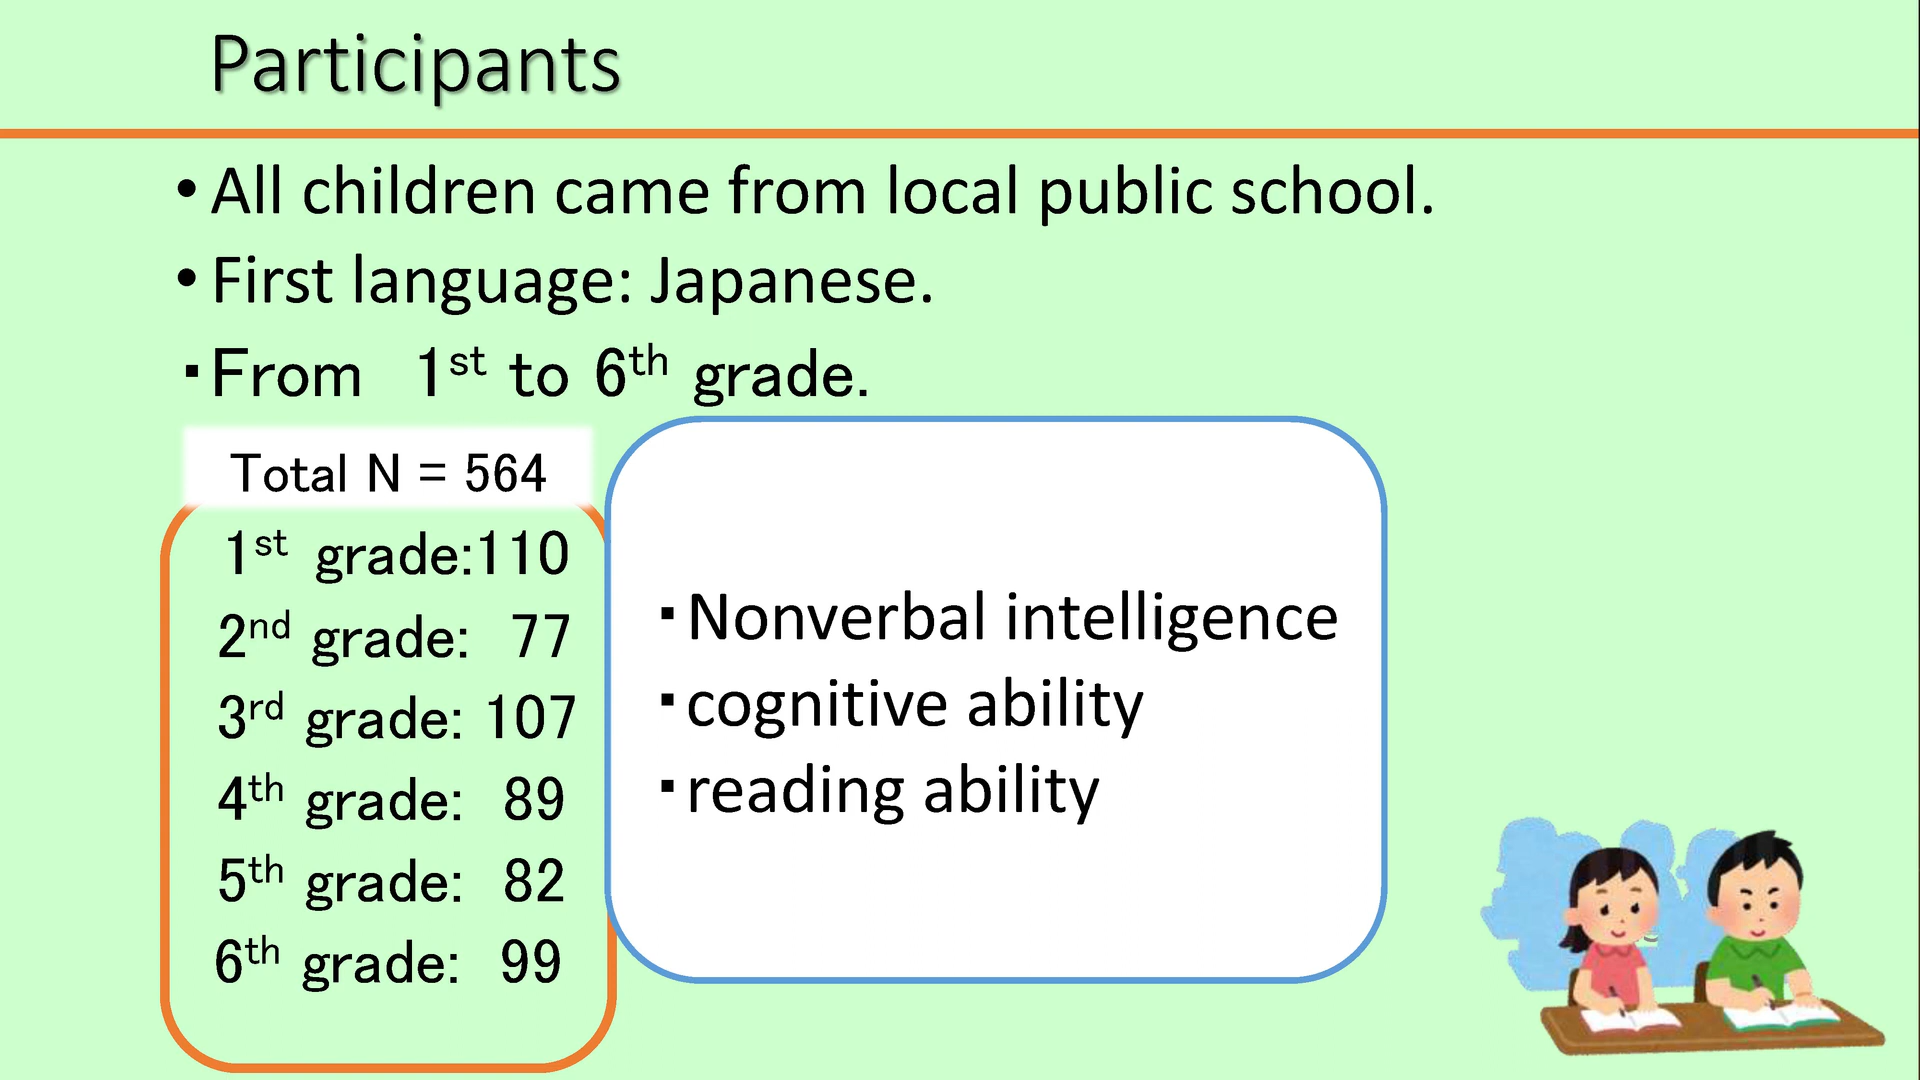 Participants
• All children came from local public school.
• First language: Japanese.
・From 1st to 6th grade.
Total N = 564
1st grade:110
2nd grade: 77
3rd grade: 107
4th grade: 89
5th grade: 82
6th grade: 99
・Nonverbal intelligence
・cognitive ability
・reading ability